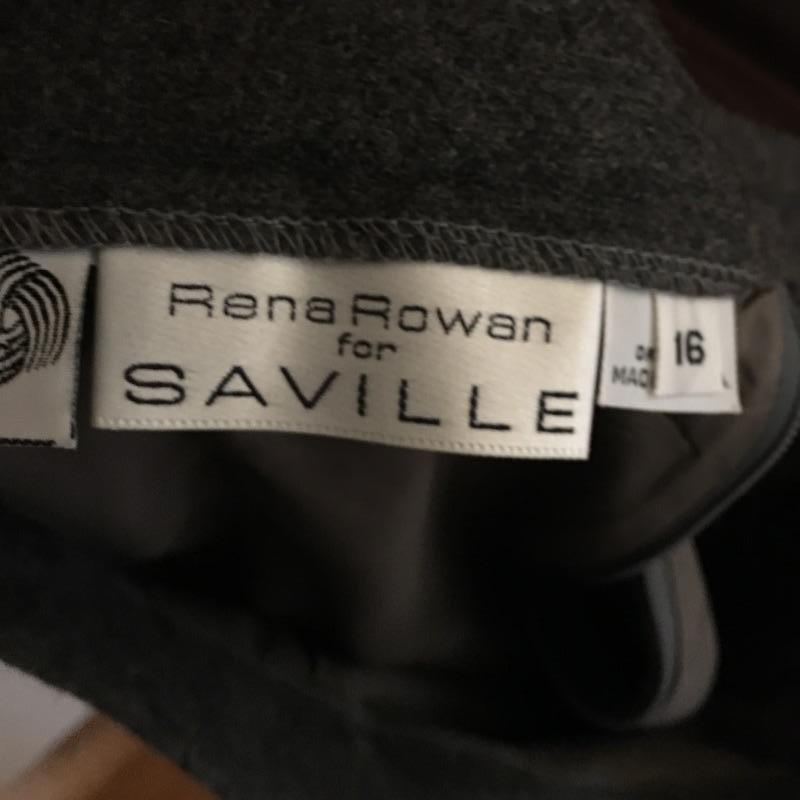 Rena Rowan
for
SAVILLE
16